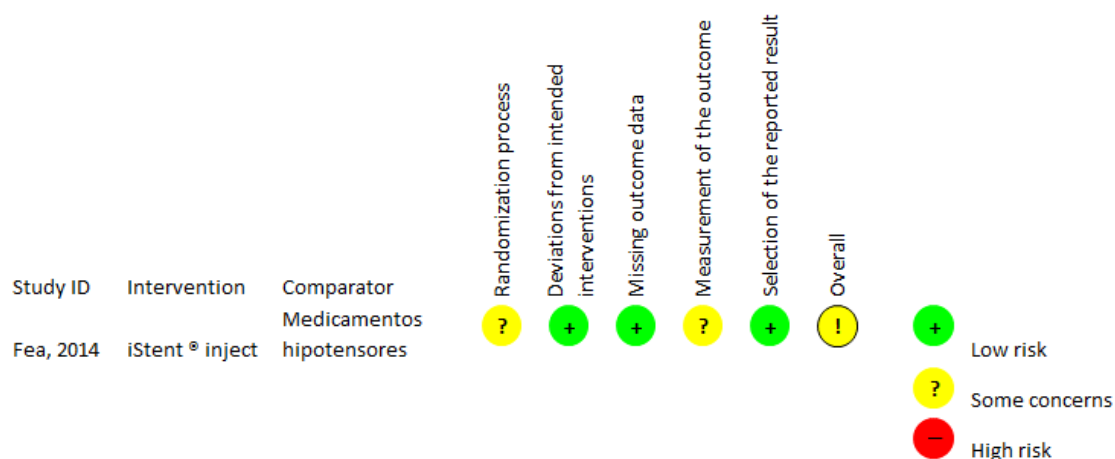 Randomization process
Deviations from intended
interventions
Missing outcome data
Measurement of the outcome
Selection of the reported result
Overall
Study ID Intervention Comparator
Medicamentos
Fea, 2014 iStent ® inject hipotensores
? + + ? + !
+ Low risk
? Some concerns
− High risk